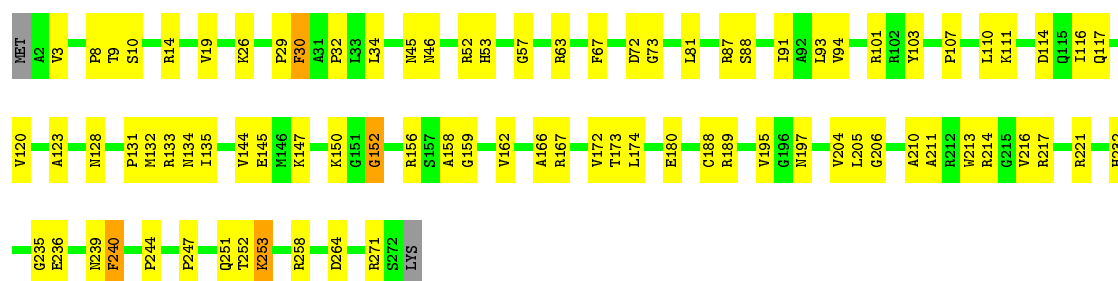 MET A2 V3 P8 T9 S10 R14 V19 K26 P29 F30 A31 P32 L33 L34 N45 N46 R52 H53 G57 R63 F67 D72 G73 L81 R87 S88 I91 A92 L93 V94 R101 R102 Y103 P107 L110 K111 D114 Q115 I116 Q117
V120 A123 N128 P131 M132 R133 N134 I135 V144 E145 M146 K147 K150 G151 G152 R156 S157 A158 G159 V162 A166 R167 V172 T173 L174 E180 C188 R189 V195 G196 N197 V204 L205 G206 A210 A211 R212 W213 R214 G215 V216 R217 R221 H232
G235 E236 N239 F240 P244 P247 Q251 T252 K253 R258 D264 R271 S272 LYS